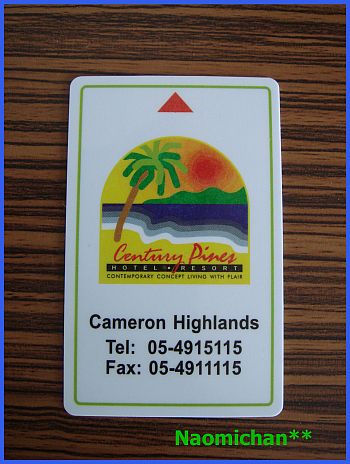 Century Pines
HOTEL • RESORT
CONTEMPORARY CONCEPT LIVING WITH FLAIR
Cameron Highlands
Tel: 05-4915115
Fax: 05-4911115
Naomichan**